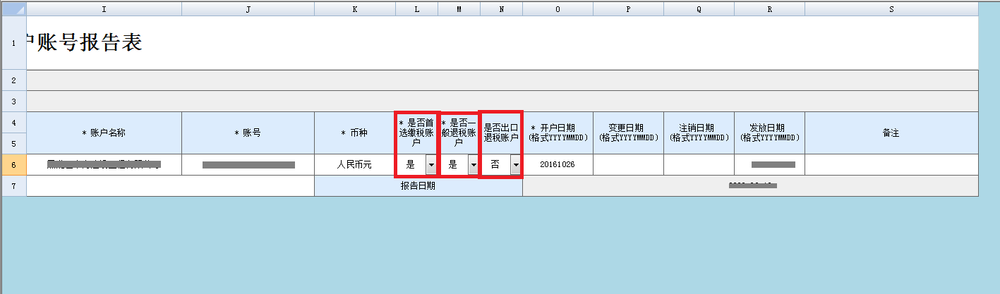 I J K L M N O P Q R S
1 户账号报告表
2
3
4
5
* 账户名称
* 账号
* 币种
* 是否首
选缴税账
户
* 是否一
般退税账
户
是否出口
退税账户
* 开户日期
(格式YYYYMMDD)
变更日期
(格式YYYYMMDD)
注销日期
(格式YYYYMMDD)
发放日期
(格式YYYYMMDD)
备注
6 人民币元 是 是 否 20161026
7 报告日期